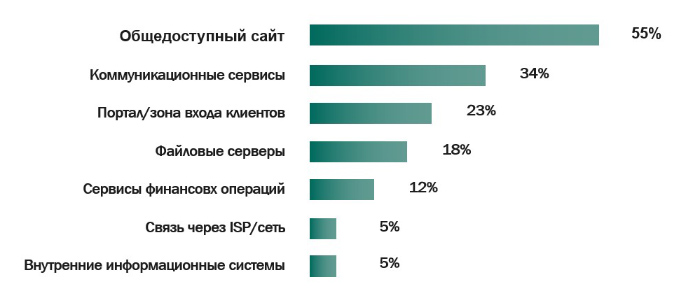 Общедоступный сайт 55%
Коммуникационные сервисы 34%
Портал/зона входа клиентов 23%
Файловые серверы 18%
Сервисы финансовх операций 12%
Связь через ISP/сеть 5%
Внутренние информационные системы 5%